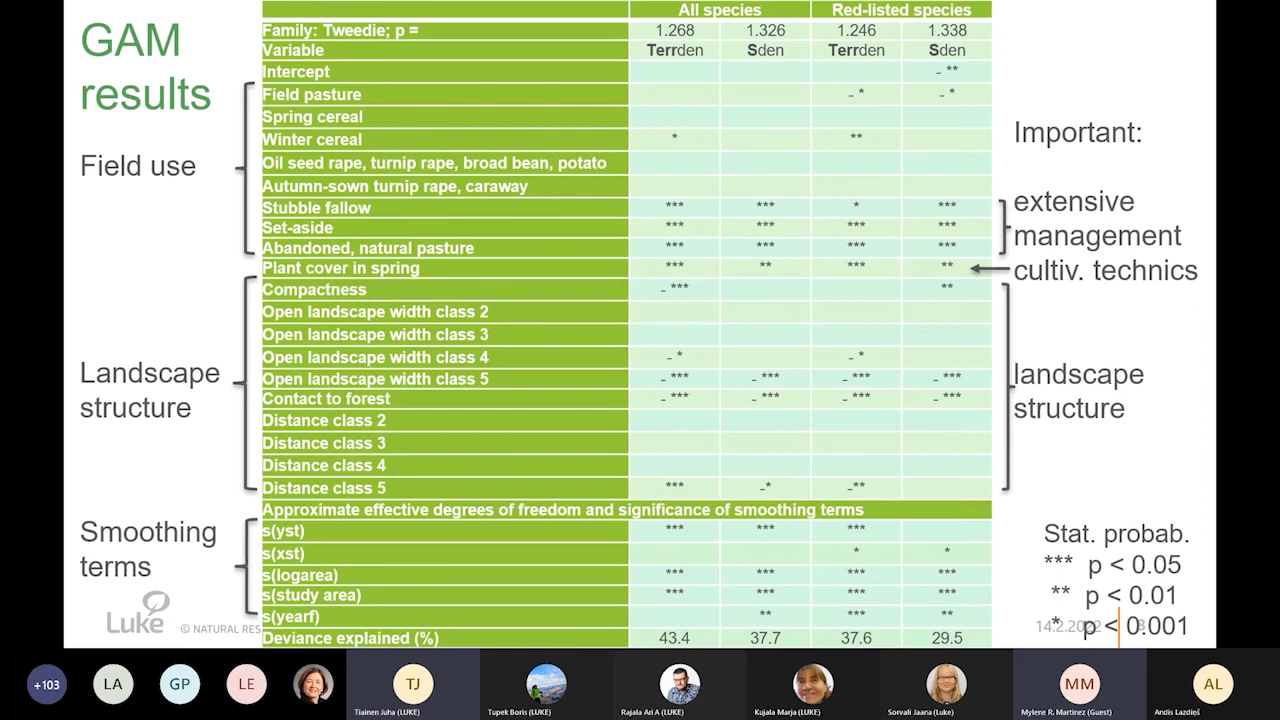 GAM
results
All species Red-listed species
Family: Tweedie; p = 1.268 1.326 1.246 1.338
Variable Terrden Sden Terrden Sden
Intercept - **
Field pasture - * - *
Spring cereal
Winter cereal * **
Oil seed rape, turnip rape, broad bean, potato
Autumn-sown turnip rape, caraway
Stubble fallow *** *** * ***
Set-aside *** *** *** ***
Abandoned, natural pasture *** *** *** ***
Plant cover in spring *** ** *** **
Compactness - *** **
Open landscape width class 2
Open landscape width class 3
Open landscape width class 4 - * - *
Open landscape width class 5 - *** - *** - *** - ***
Contact to forest - *** - *** - *** - ***
Distance class 2
Distance class 3
Distance class 4
Distance class 5 *** -* -**
Approximate effective degrees of freedom and significance of smoothing terms
s(yst) *** *** ***
s(xst) * *
s(logarea) *** *** *** ***
s(study area) *** *** *** ***
s(yearf) ** *** **
Deviance explained (%) 43.4 37.7 37.6 29.5
Field use
Landscape
structure
Smoothing
terms
Important:
extensive
management
cultiv. technics
landscape
structure
Stat. probab.
*** p < 0.05
** p < 0.01
* p < 0.001
Luke
© NATURAL RES
14.2.2022
+103 LA GP LE TJ MM AL
Tiainen Juha (LUKE) Tupek Boris (LUKE) Rajala Ari A (LUKE) Kujala Marja (LUKE) Sorvali Jaana (Luke) Mylene R. Martinez (Guest) Andis Lazdiņš